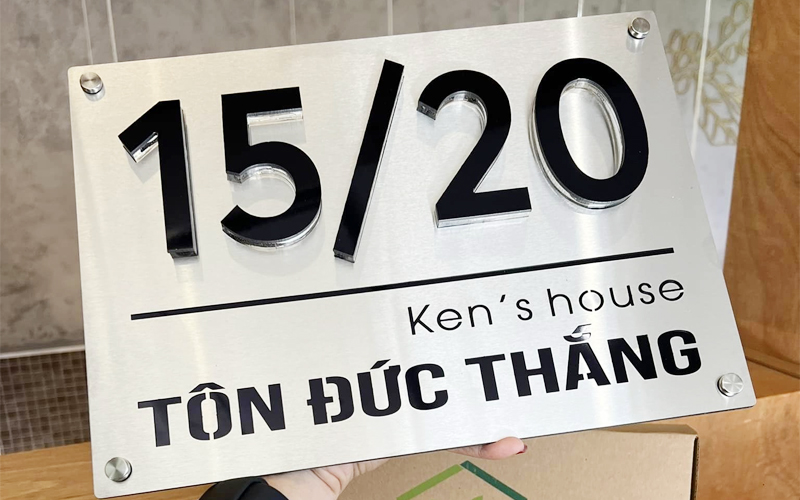 15/20
Ken's house
TÔN ĐỨC THẮNG